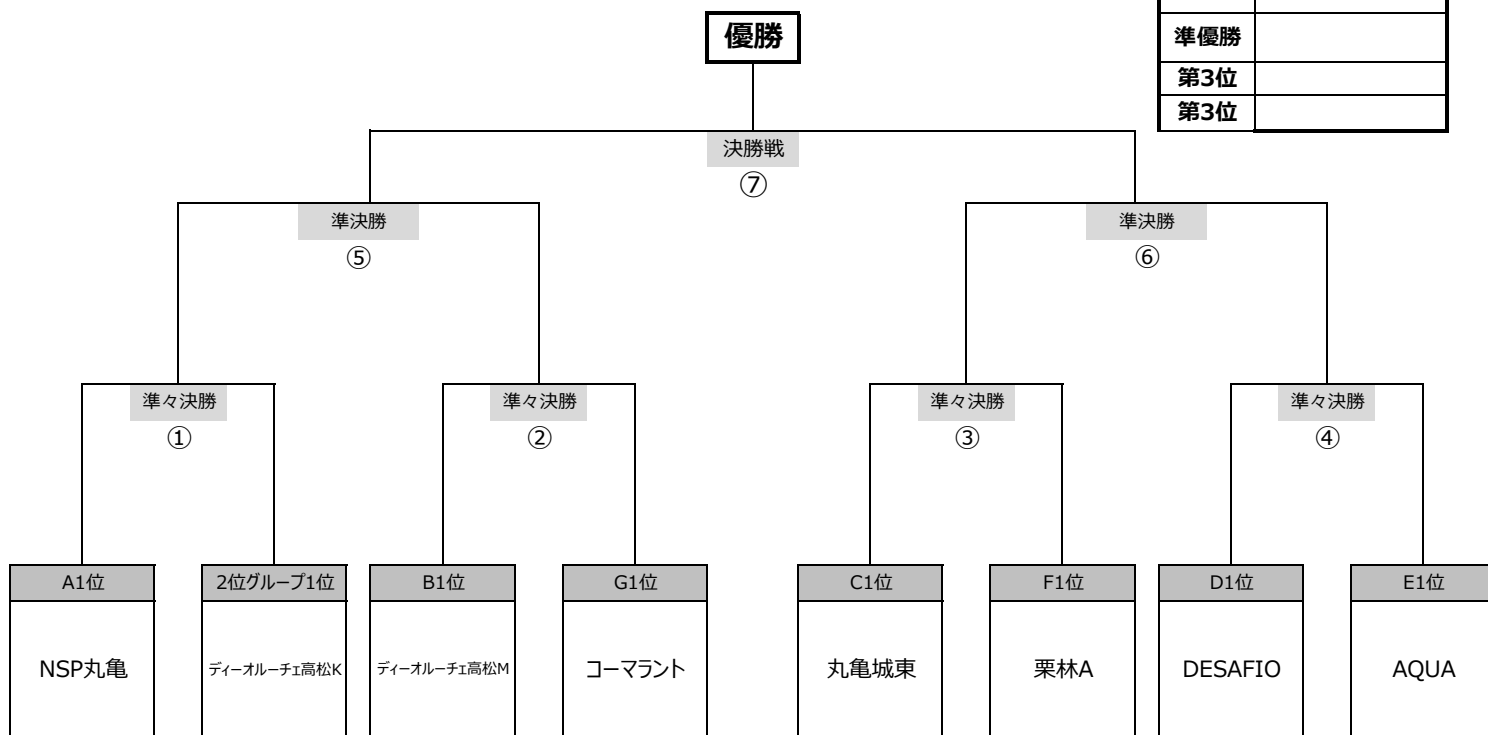 優勝
準優勝
第3位
第3位
決勝戦
⑦
準決勝
準決勝
⑤
⑥
準々決勝
準々決勝
準々決勝
準々決勝
①
②
③
④
A1位
2位グループ1位
B1位
G1位
C1位
F1位
D1位
E1位
NSP丸亀
ディーオルーチェ高松K
ディーオルーチェ高松M
コーマラント
丸亀城東
栗林A
DESAFIO
AQUA